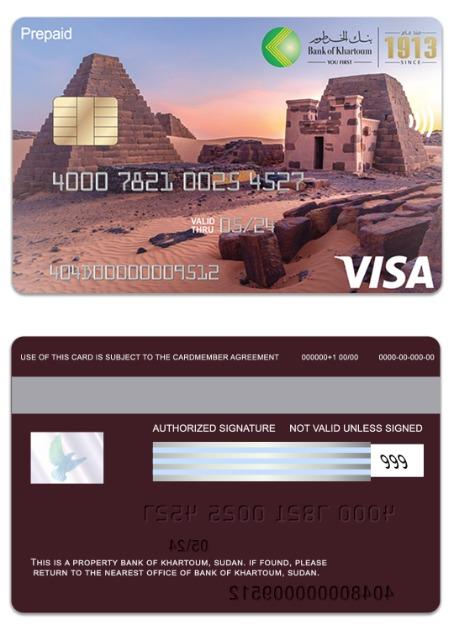 Prepaid
بنك الخرطوم
Bank of Khartoum
YOU FIRST
منذ عام
1913
SINCE
4000 7821 0025 4527
VALID THRU 05/24
VISA
USE OF THIS CARD IS SUBJECT TO THE CARDMEMBER AGREEMENT 000000+1 00/00 0000-00-000-00
AUTHORIZED SIGNATURE NOT VALID UNLESS SIGNED
999
4000 7821 0025 4527
05/24
THIS IS A PROPERTY BANK OF KHARTOUM, SUDAN. IF FOUND, PLEASE
RETURN TO THE NEAREST OFFICE OF BANK OF KHARTOUM, SUDAN.